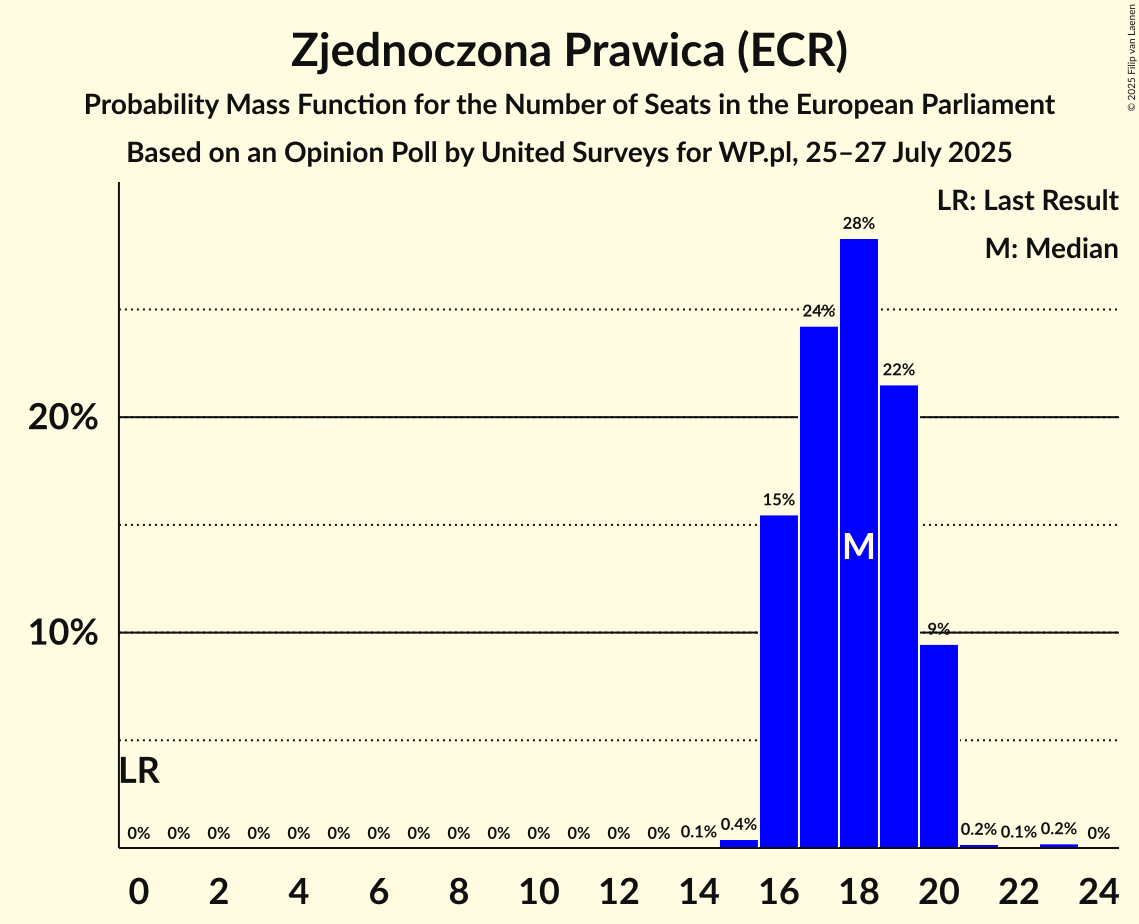 Zjednoczona Prawica (ECR)
Probability Mass Function for the Number of Seats in the European Parliament
Based on an Opinion Poll by United Surveys for WP.pl, 25–27 July 2025
© 2025 Filip van Laenen
LR: Last Result
M: Median
28%
24%
22%
20%
15%
M
10%
9%
LR
0% 0% 0% 0% 0% 0% 0% 0% 0% 0% 0% 0% 0% 0% 0.1% 0.4% 0.2% 0.1% 0.2% 0%
0 2 4 6 8 10 12 14 16 18 20 22 24